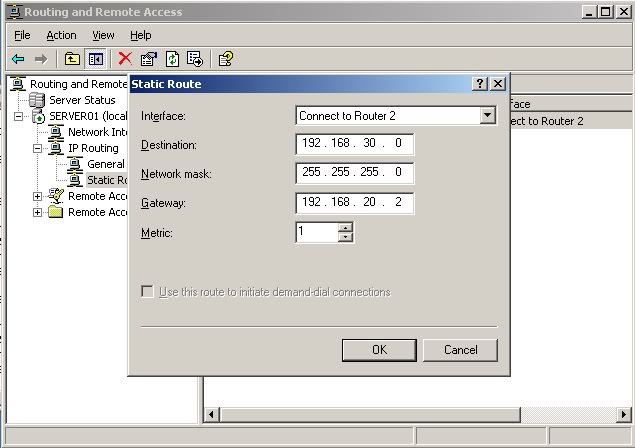 Routing and Remote Access
File Action View Help
Routing and Remote
Server Status
SERVER01 (local
Network Int
IP Routing
General
Static Ro
Remote Acc
Remote Acc
face
ect to Router 2
Static Route
Interface: Connect to Router 2
Destination: 192 . 168 . 30 . 0
Network mask: 255 . 255 . 255 . 0
Gateway: 192 . 168 . 20 . 2
Metric: 1
Use this route to initiate demand-dial connections
OK Cancel